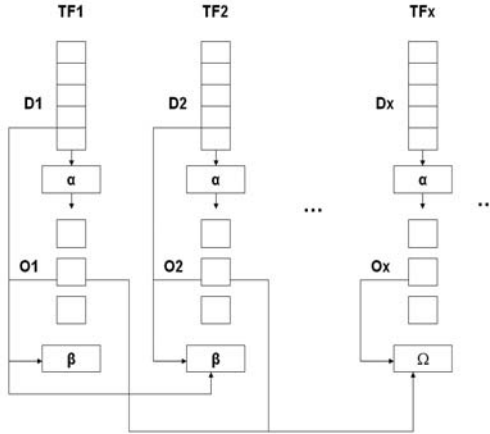 TF1 TF2 TFx
D1 D2 Dx
α α α
... ..
O1 O2 Ox
β β Ω